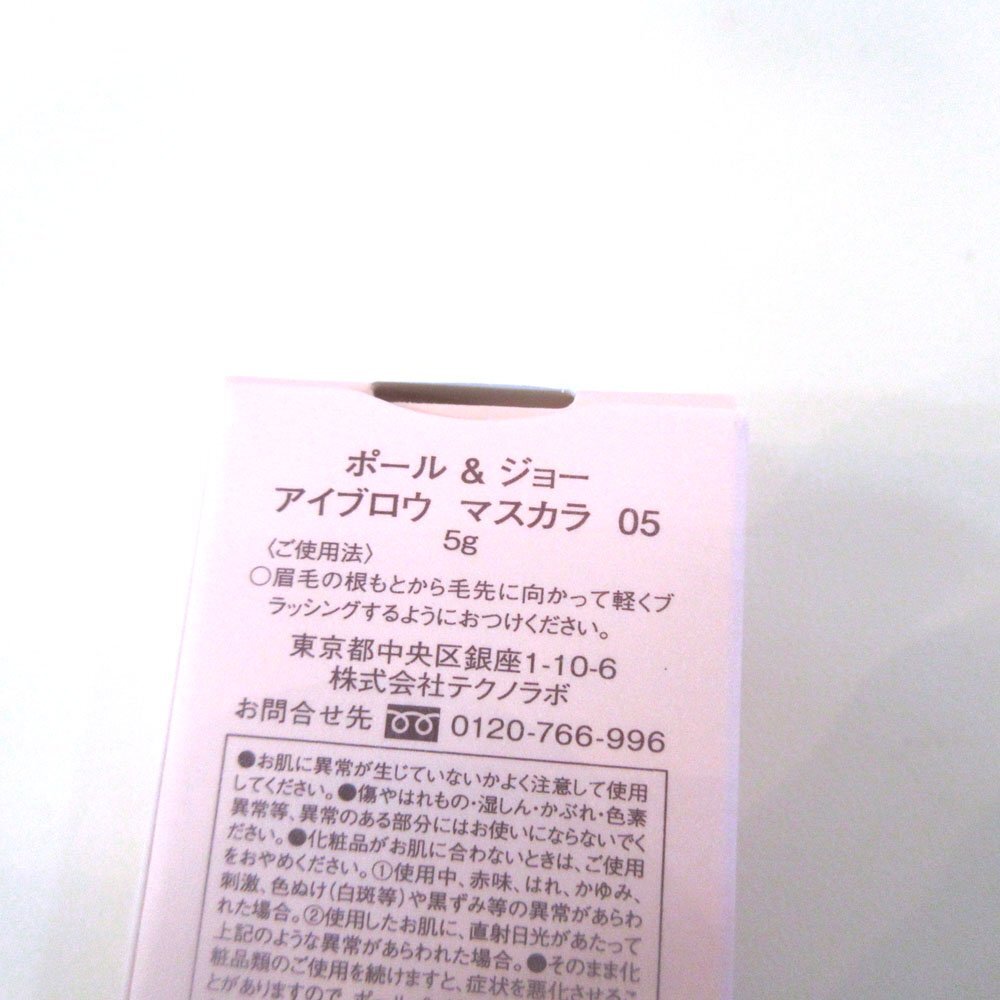 ポール & ジョー
アイブロウ マスカラ 05
5g
〈ご使用法〉
○眉毛の根もとから毛先に向かって軽くブ
ラッシングするようにおつけください。
東京都中央区銀座1-10-6
株式会社テクノラボ
お問合せ先 0120-766-996
●お肌に異常が生じていないかよく注意して使用
してください。●傷やはれもの・湿しん・かぶれ・色素
異常等、異常のある部分にはお使いにならないでく
ださい。●化粧品がお肌に合わないときは、ご使用
をおやめください。①使用中、赤味、はれ、かゆみ、
刺激、色ぬけ(白斑等)や黒ずみ等の異常があらわ
れた場合。②使用したお肌に、直射日光があたって
上記のような異常があらわれた場合。●そのまま化
粧品類のご使用を続けますと、症状を悪化させるこ
とがありますので、ポール